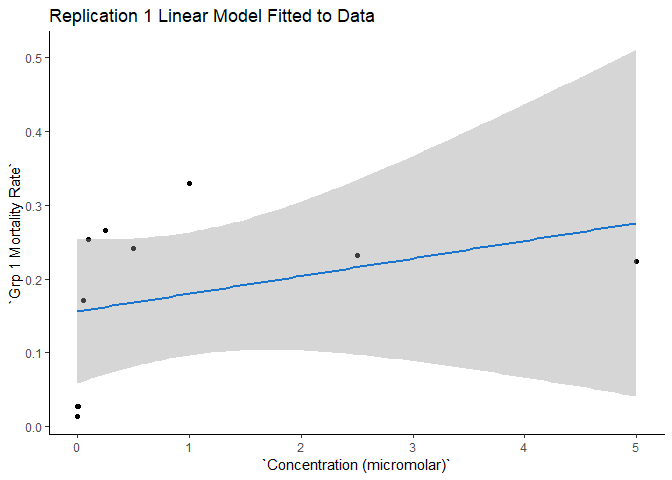 Replication 1 Linear Model Fitted to Data
`Grp 1 Mortality Rate`
0.5
0.4
0.3
0.2
0.1
0.0
0 1 2 3 4 5
`Concentration (micromolar)`